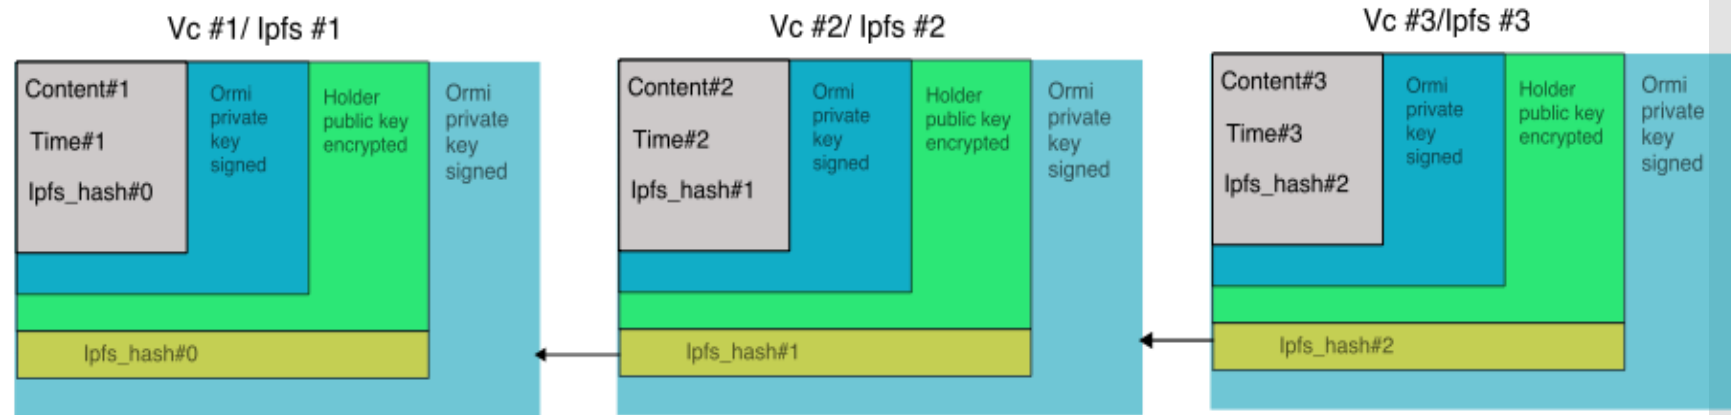 Vc #1/ Ipfs #1
Content#1
Time#1
Ipfs_hash#0
Ormi
private
key
signed
Holder
public key
encrypted
Ormi
private
key
signed
Ipfs_hash#0
Vc #2/ Ipfs #2
Content#2
Time#2
Ipfs_hash#1
Ormi
private
key
signed
Holder
public key
encrypted
Ormi
private
key
signed
Ipfs_hash#1
Vc #3/Ipfs #3
Content#3
Time#3
Ipfs_hash#2
Ormi
private
key
signed
Holder
public key
encrypted
Ormi
private
key
signed
Ipfs_hash#2